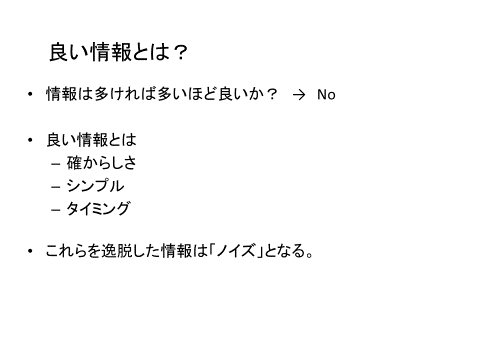 良い情報とは？
• 情報は多ければ多いほど良いか？ → No
• 良い情報とは
– 確からしさ
– シンプル
– タイミング
• これらを逸脱した情報は「ノイズ」となる。